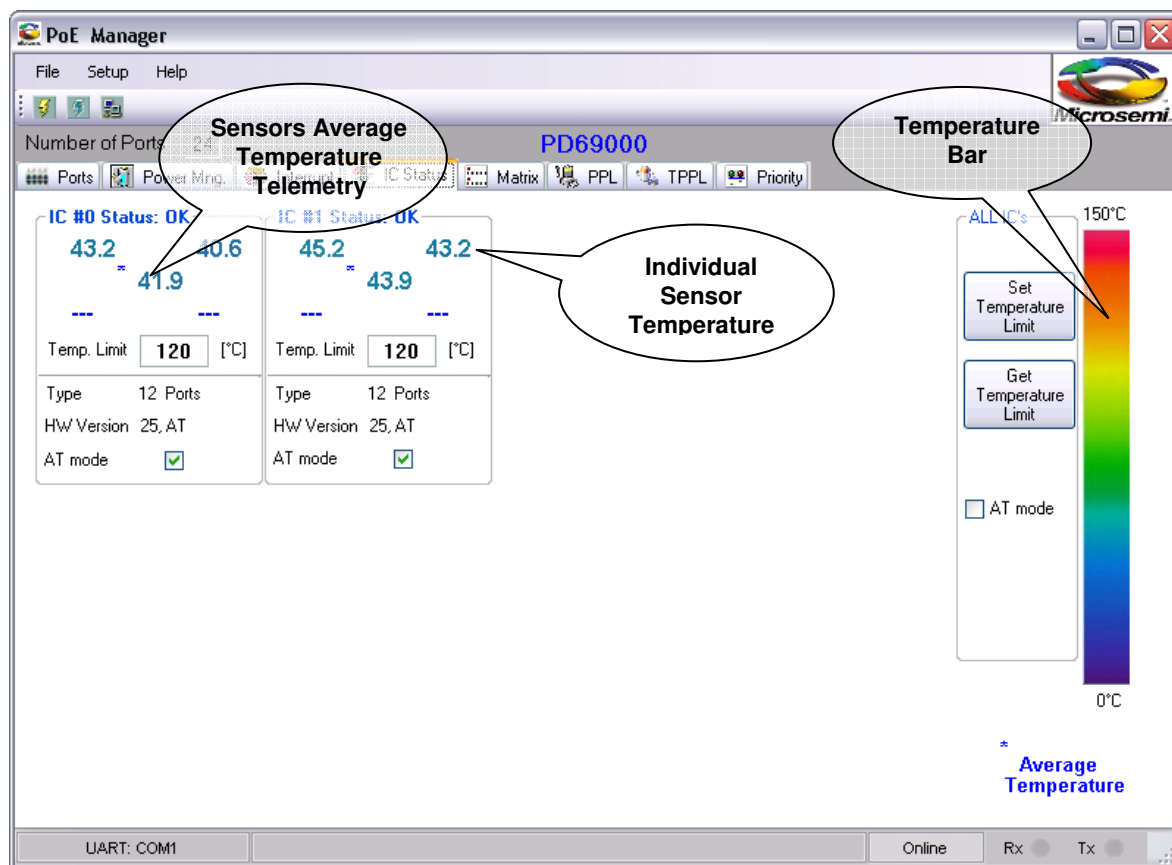 PoE Manager
File Setup Help
Microsemi.
Number of Ports 24
PD69000
Sensors Average
Temperature
Telemetry
Temperature
Bar
Ports Power Mng. Interrupt IC Status Matrix PPL TPPL Priority
IC #0 Status: OK
43.2 40.6
* 41.9
--- ---
Temp. Limit 120 [°C]
Type 12 Ports
HW Version 25, AT
AT mode
IC #1 Status: OK
45.2 43.2
* 43.9
--- ---
Temp. Limit 120 [°C]
Type 12 Ports
HW Version 25, AT
AT mode
Individual
Sensor
Temperature
ALL IC's
Set
Temperature
Limit
Get
Temperature
Limit
AT mode
150°C
0°C
*
Average
Temperature
UART: COM1
Online Rx Tx